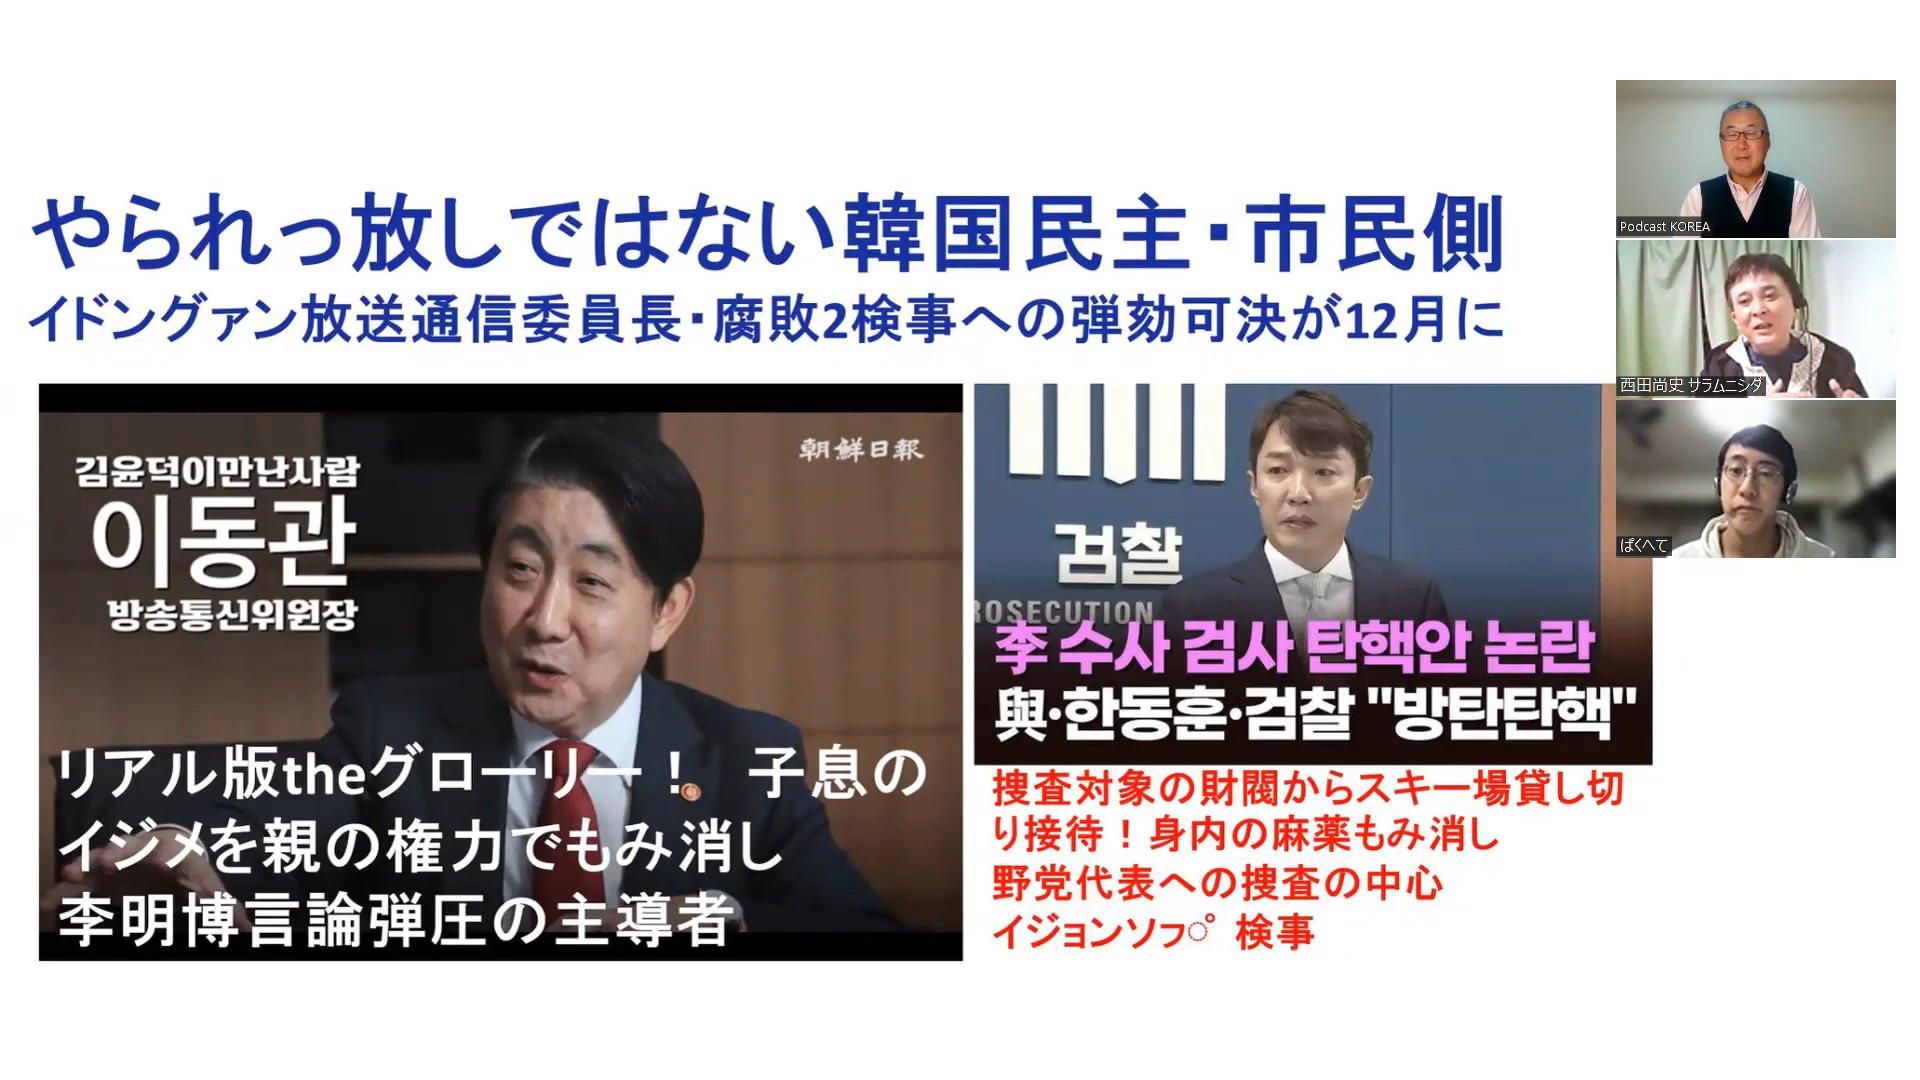 やられっ放しではない韓国民主・市民側
イドングァン放送通信委員長・腐敗2検事への弾劾可決が12月に
朝鮮日報
김윤덕이만난사람
이동관
방송통신위원장
リアル版theグローリー！　子息の
イジメを親の権力でもみ消し
李明博言論弾圧の主導者
검찰
ROSECUTION
李 수사 검사 탄핵안 논란
與·한동훈·검찰 "방탄탄핵"
捜査対象の財閥からスキー場貸し切
り接待！身内の麻薬もみ消し
野党代表への捜査の中心
イジョンソㇷ゚ 検事
Podcast KOREA
西田尚史 サラムニシダ
ぱくへて